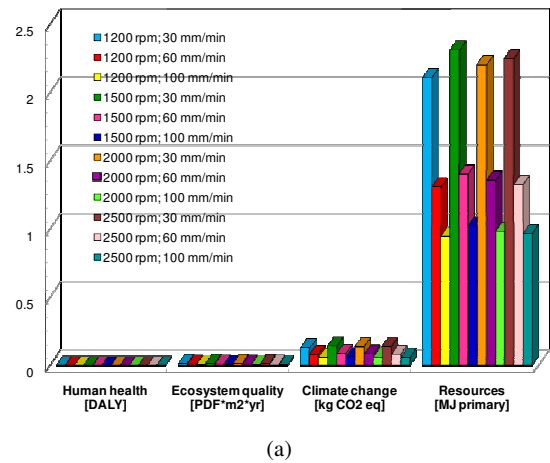 2.5
2
1.5
1
0.5
0
1200 rpm; 30 mm/min
1200 rpm; 60 mm/min
1200 rpm; 100 mm/min
1500 rpm; 30 mm/min
1500 rpm; 60 mm/min
1500 rpm; 100 mm/min
2000 rpm; 30 mm/min
2000 rpm; 60 mm/min
2000 rpm; 100 mm/min
2500 rpm; 30 mm/min
2500 rpm; 60 mm/min
2500 rpm; 100 mm/min
Human health Ecosystem quality Climate change Resources
[DALY] [PDF*m2*yr] [kg CO2 eq] [MJ primary]
(a)